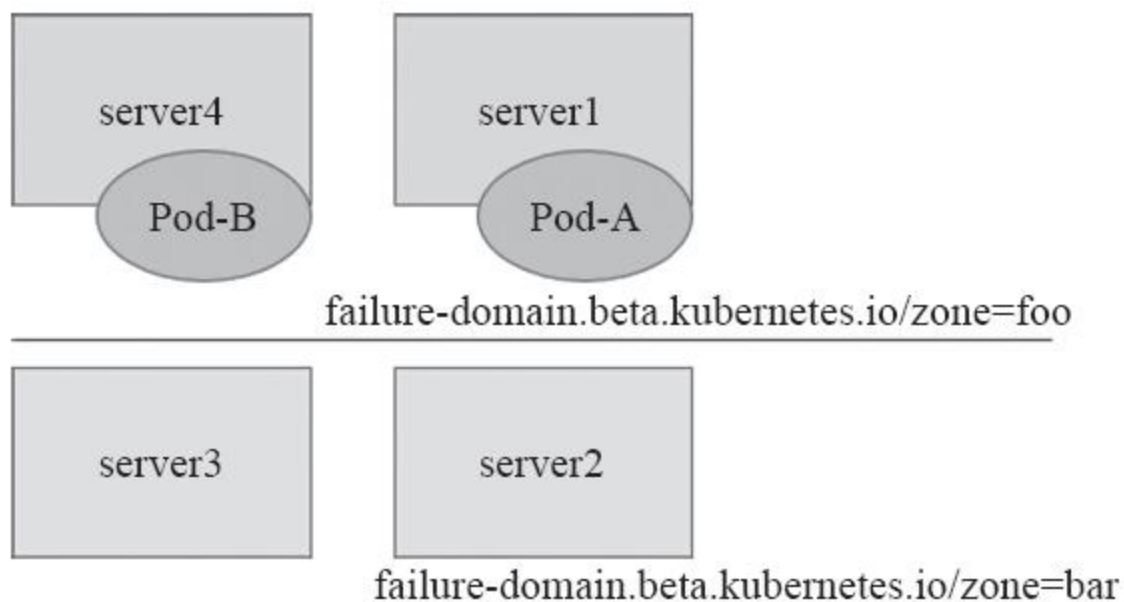 server4
server1
Pod-B
Pod-A
failure-domain.beta.kubernetes.io/zone=foo
server3
server2
failure-domain.beta.kubernetes.io/zone=bar